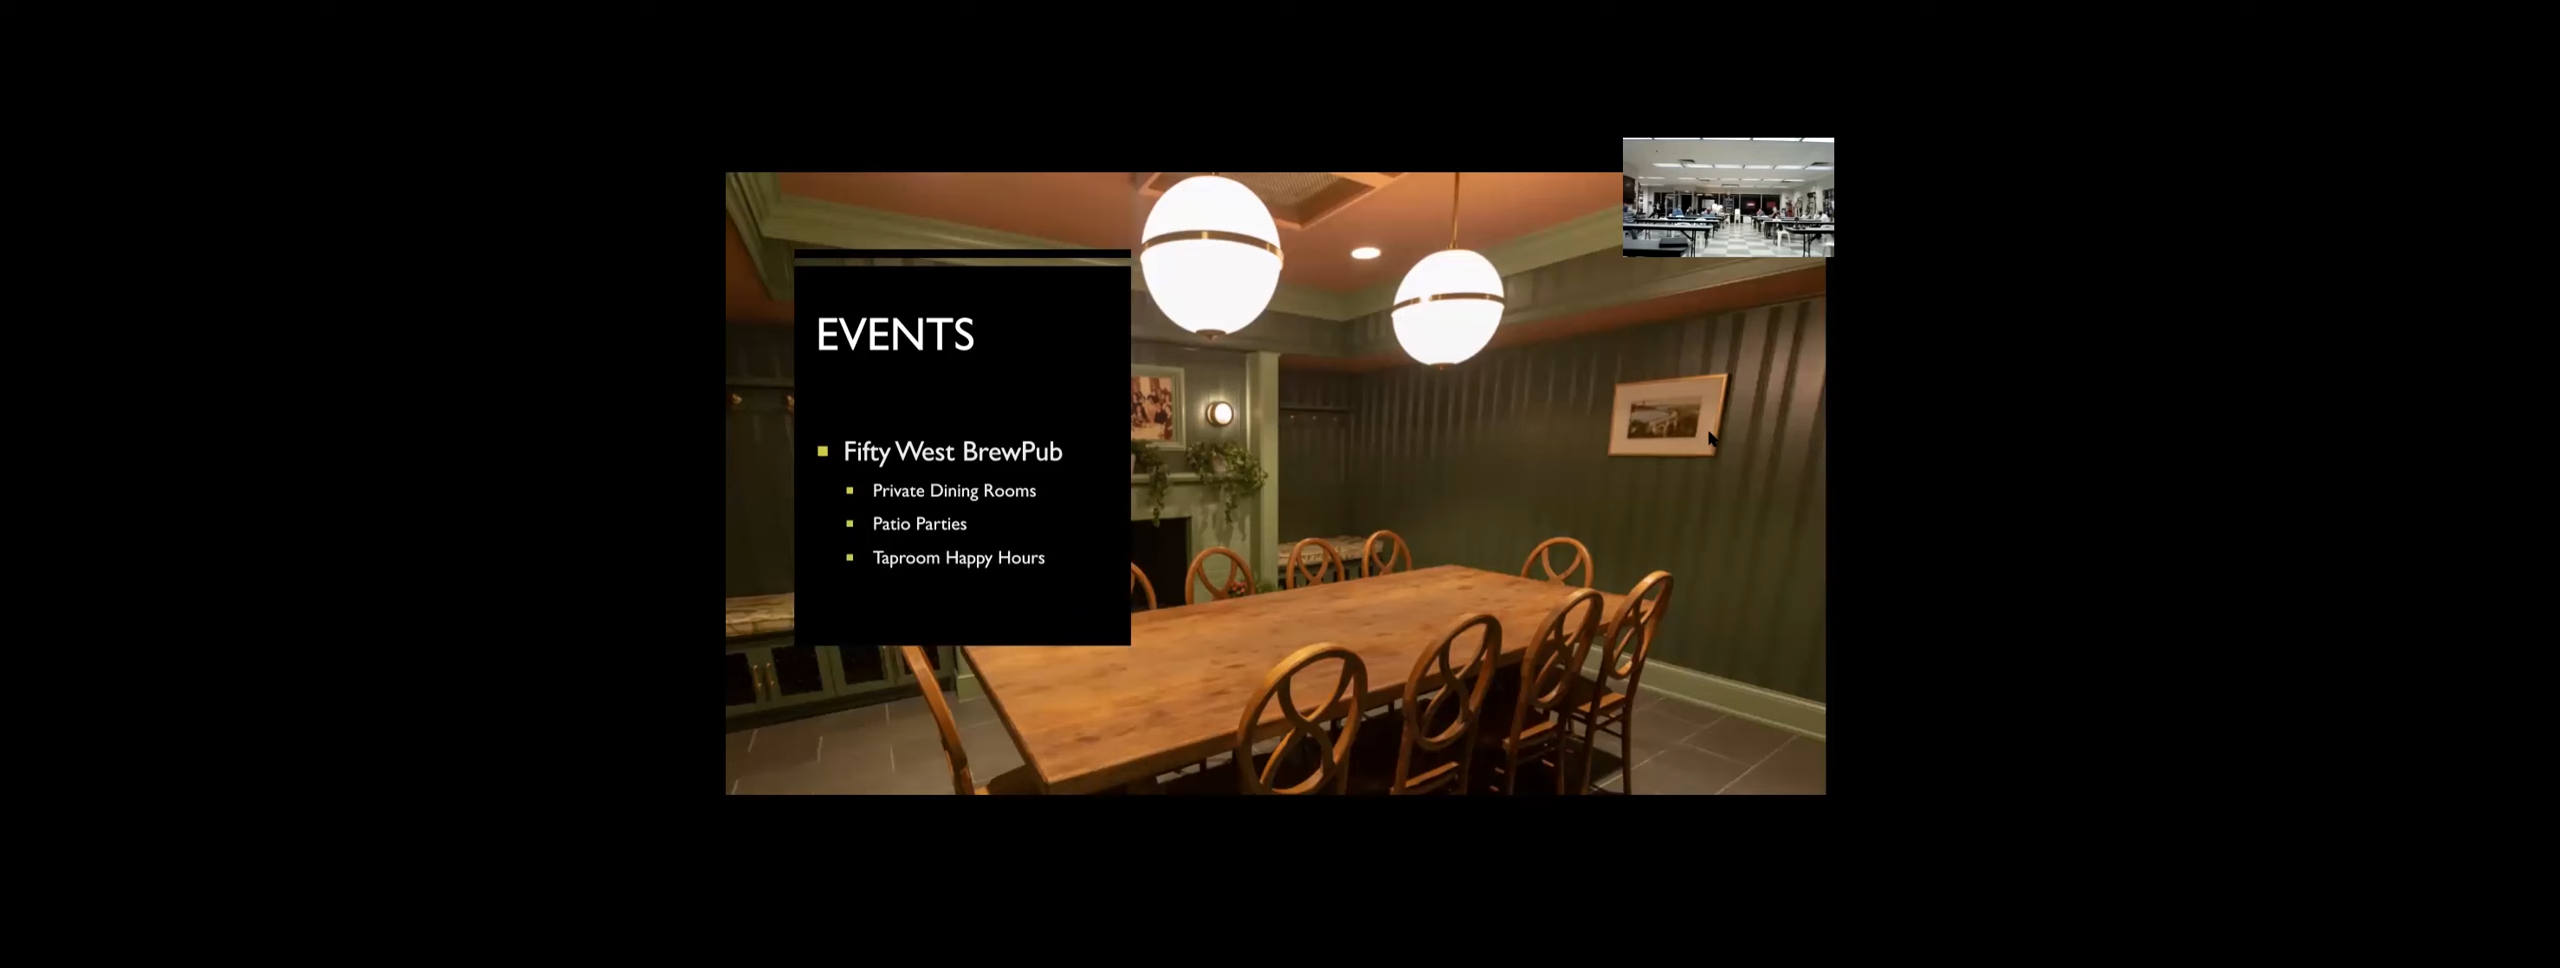 EVENTS
Fifty West BrewPub
Private Dining Rooms
Patio Parties
Taproom Happy Hours